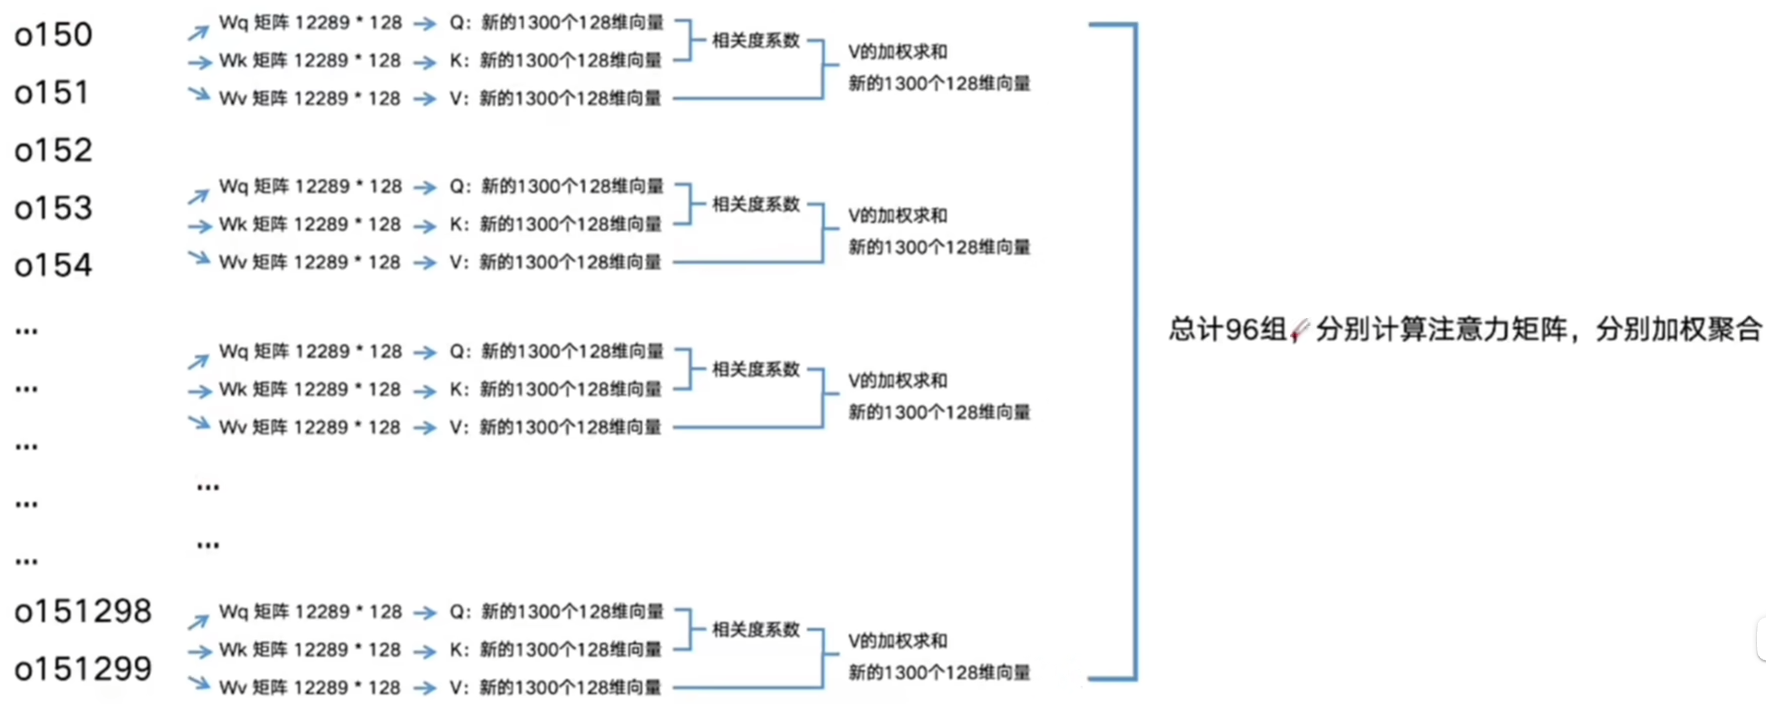 o150
o151
o152
o153
o154
...
...
...
...
...
o151298
o151299
Wq 矩阵 12289 * 128
Q：新的1300个128维向量
Wk 矩阵 12289 * 128
K：新的1300个128维向量
Wv 矩阵 12289 * 128
V：新的1300个128维向量
相关度系数
V的加权求和
新的1300个128维向量
Wq 矩阵 12289 * 128
Q：新的1300个128维向量
Wk 矩阵 12289 * 128
K：新的1300个128维向量
Wv 矩阵 12289 * 128
V：新的1300个128维向量
相关度系数
V的加权求和
新的1300个128维向量
Wq 矩阵 12289 * 128
Q：新的1300个128维向量
Wk 矩阵 12289 * 128
K：新的1300个128维向量
Wv 矩阵 12289 * 128
V：新的1300个128维向量
相关度系数
V的加权求和
新的1300个128维向量
...
...
Wq 矩阵 12289 * 128
Q：新的1300个128维向量
Wk 矩阵 12289 * 128
K：新的1300个128维向量
Wv 矩阵 12289 * 128
V：新的1300个128维向量
相关度系数
V的加权求和
新的1300个128维向量
总计96组，分别计算注意力矩阵，分别加权聚合